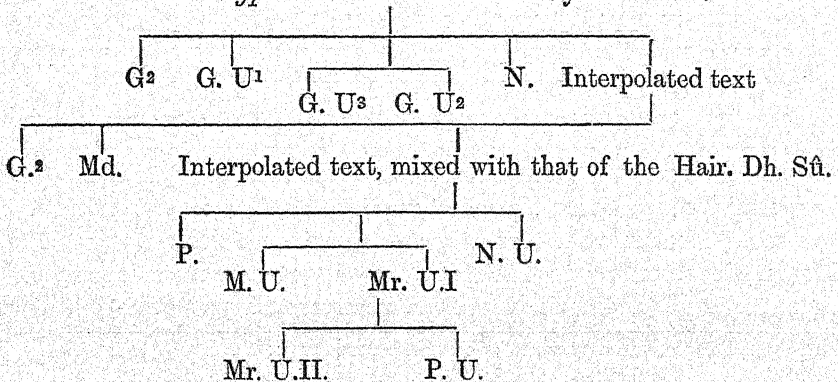 G² G. U¹ N. Interpolated text
G. U³ G. U²
G.² Md. Interpolated text, mixed with that of the Hair. Dh. Sû.
P. N. U.
M. U. Mr. U.I
Mr. U.II. P. U.